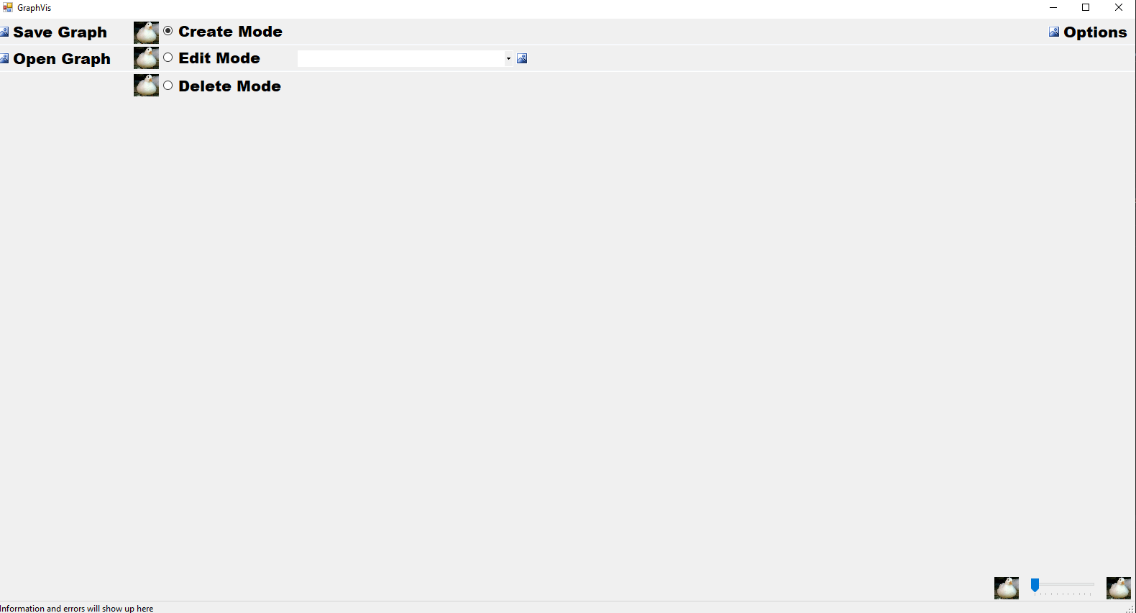 GraphVis
Save Graph
Create Mode
Options
Open Graph
Edit Mode
Delete Mode
Information and errors will show up here